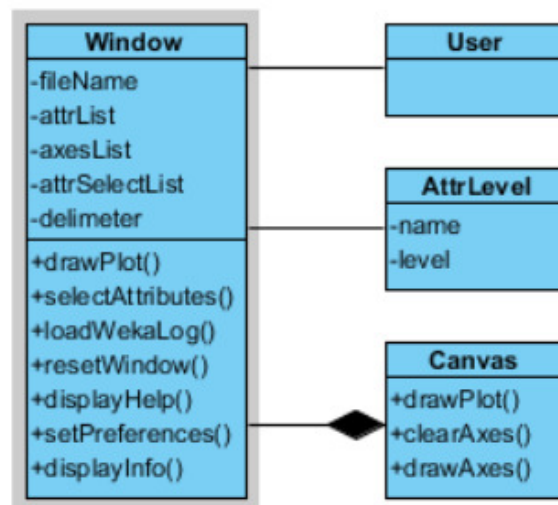 Window
-fileName
-attrList
-axesList
-attrSelectList
-delimeter
+drawPlot()
+selectAttributes()
+loadWekaLog()
+resetWindow()
+displayHelp()
+setPreferences()
+displayInfo()
User
AttrLevel
-name
-level
Canvas
+drawPlot()
+clearAxes()
+drawAxes()